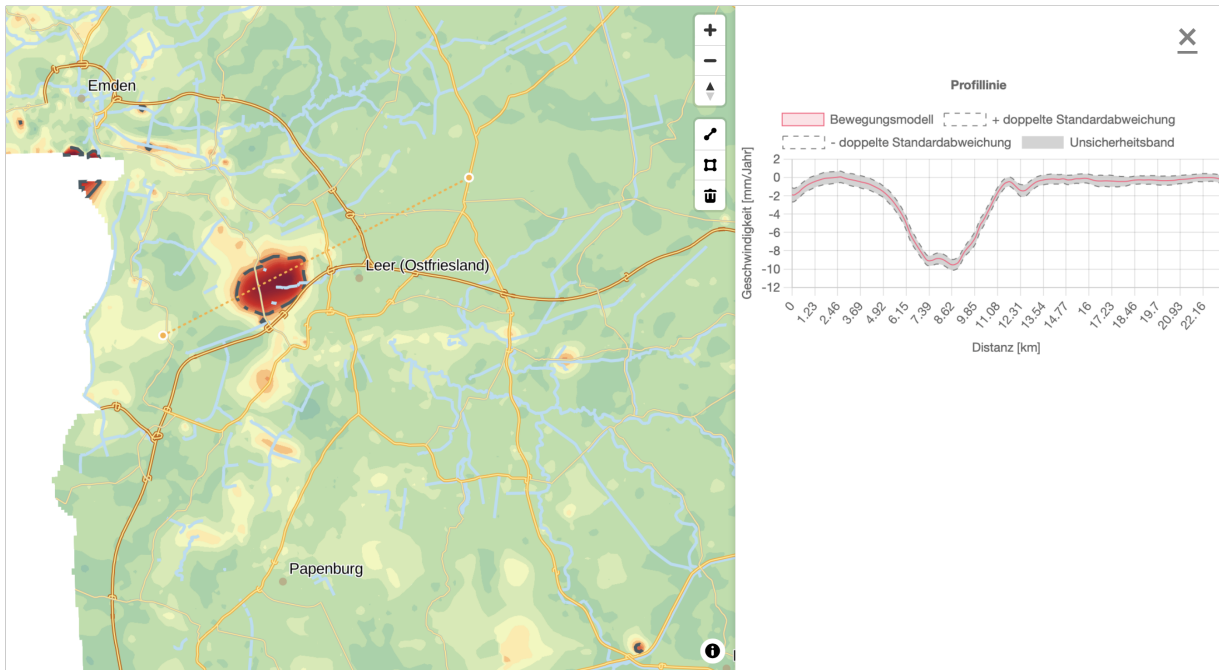 Emden
Leer (Ostfriesland)
Papenburg
Profillinie
Bewegungsmodell + doppelte Standardabweichung
- doppelte Standardabweichung Unsicherheitsband
Geschwindigkeit [mm/Jahr]
2
0
-2
-4
-6
-8
-10
-12
0 1.23 2.46 3.69 4.92 6.15 7.39 8.62 9.85 11.08 12.31 13.54 14.77 16 17.23 18.46 19.7 20.93 22.16
Distanz [km]